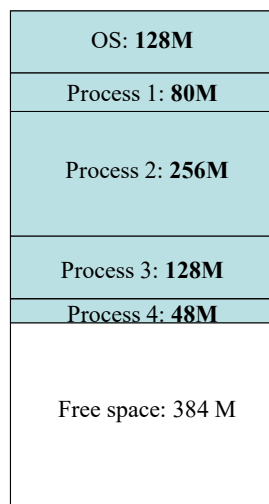 OS: 128M
Process 1: 80M
Process 2: 256M
Process 3: 128M
Process 4: 48M
Free space: 384 M